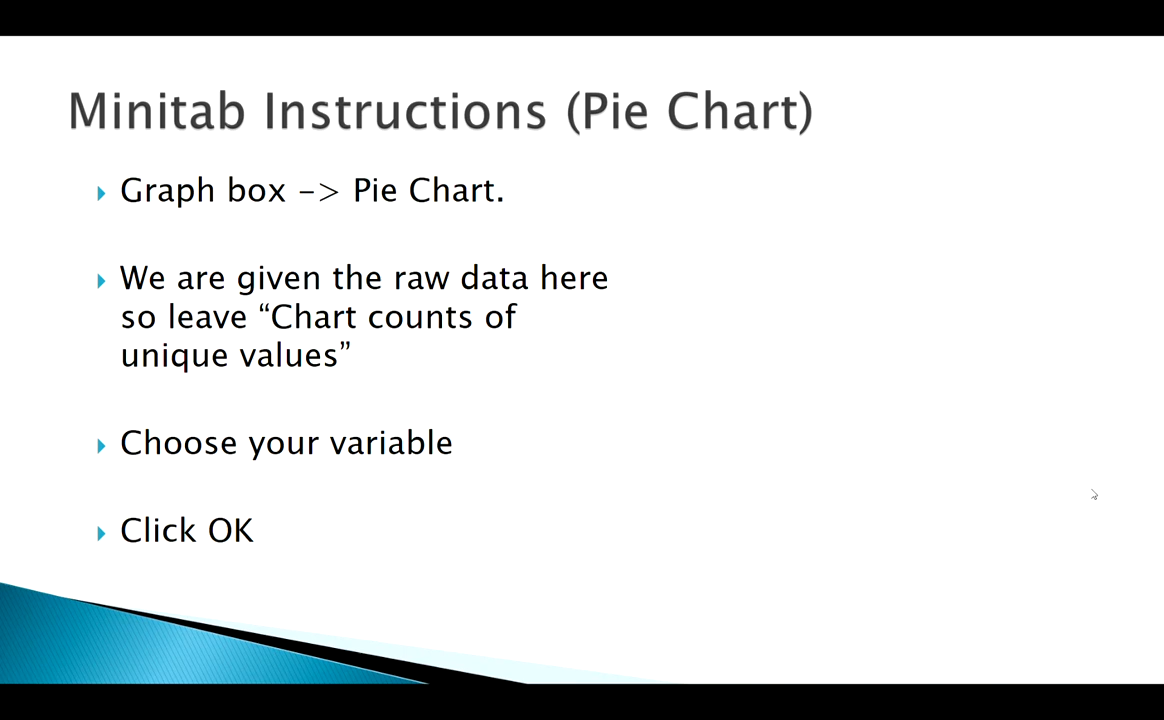 Minitab Instructions (Pie Chart)
Graph box -> Pie Chart.
We are given the raw data here
so leave “Chart counts of
unique values”
Choose your variable
Click OK